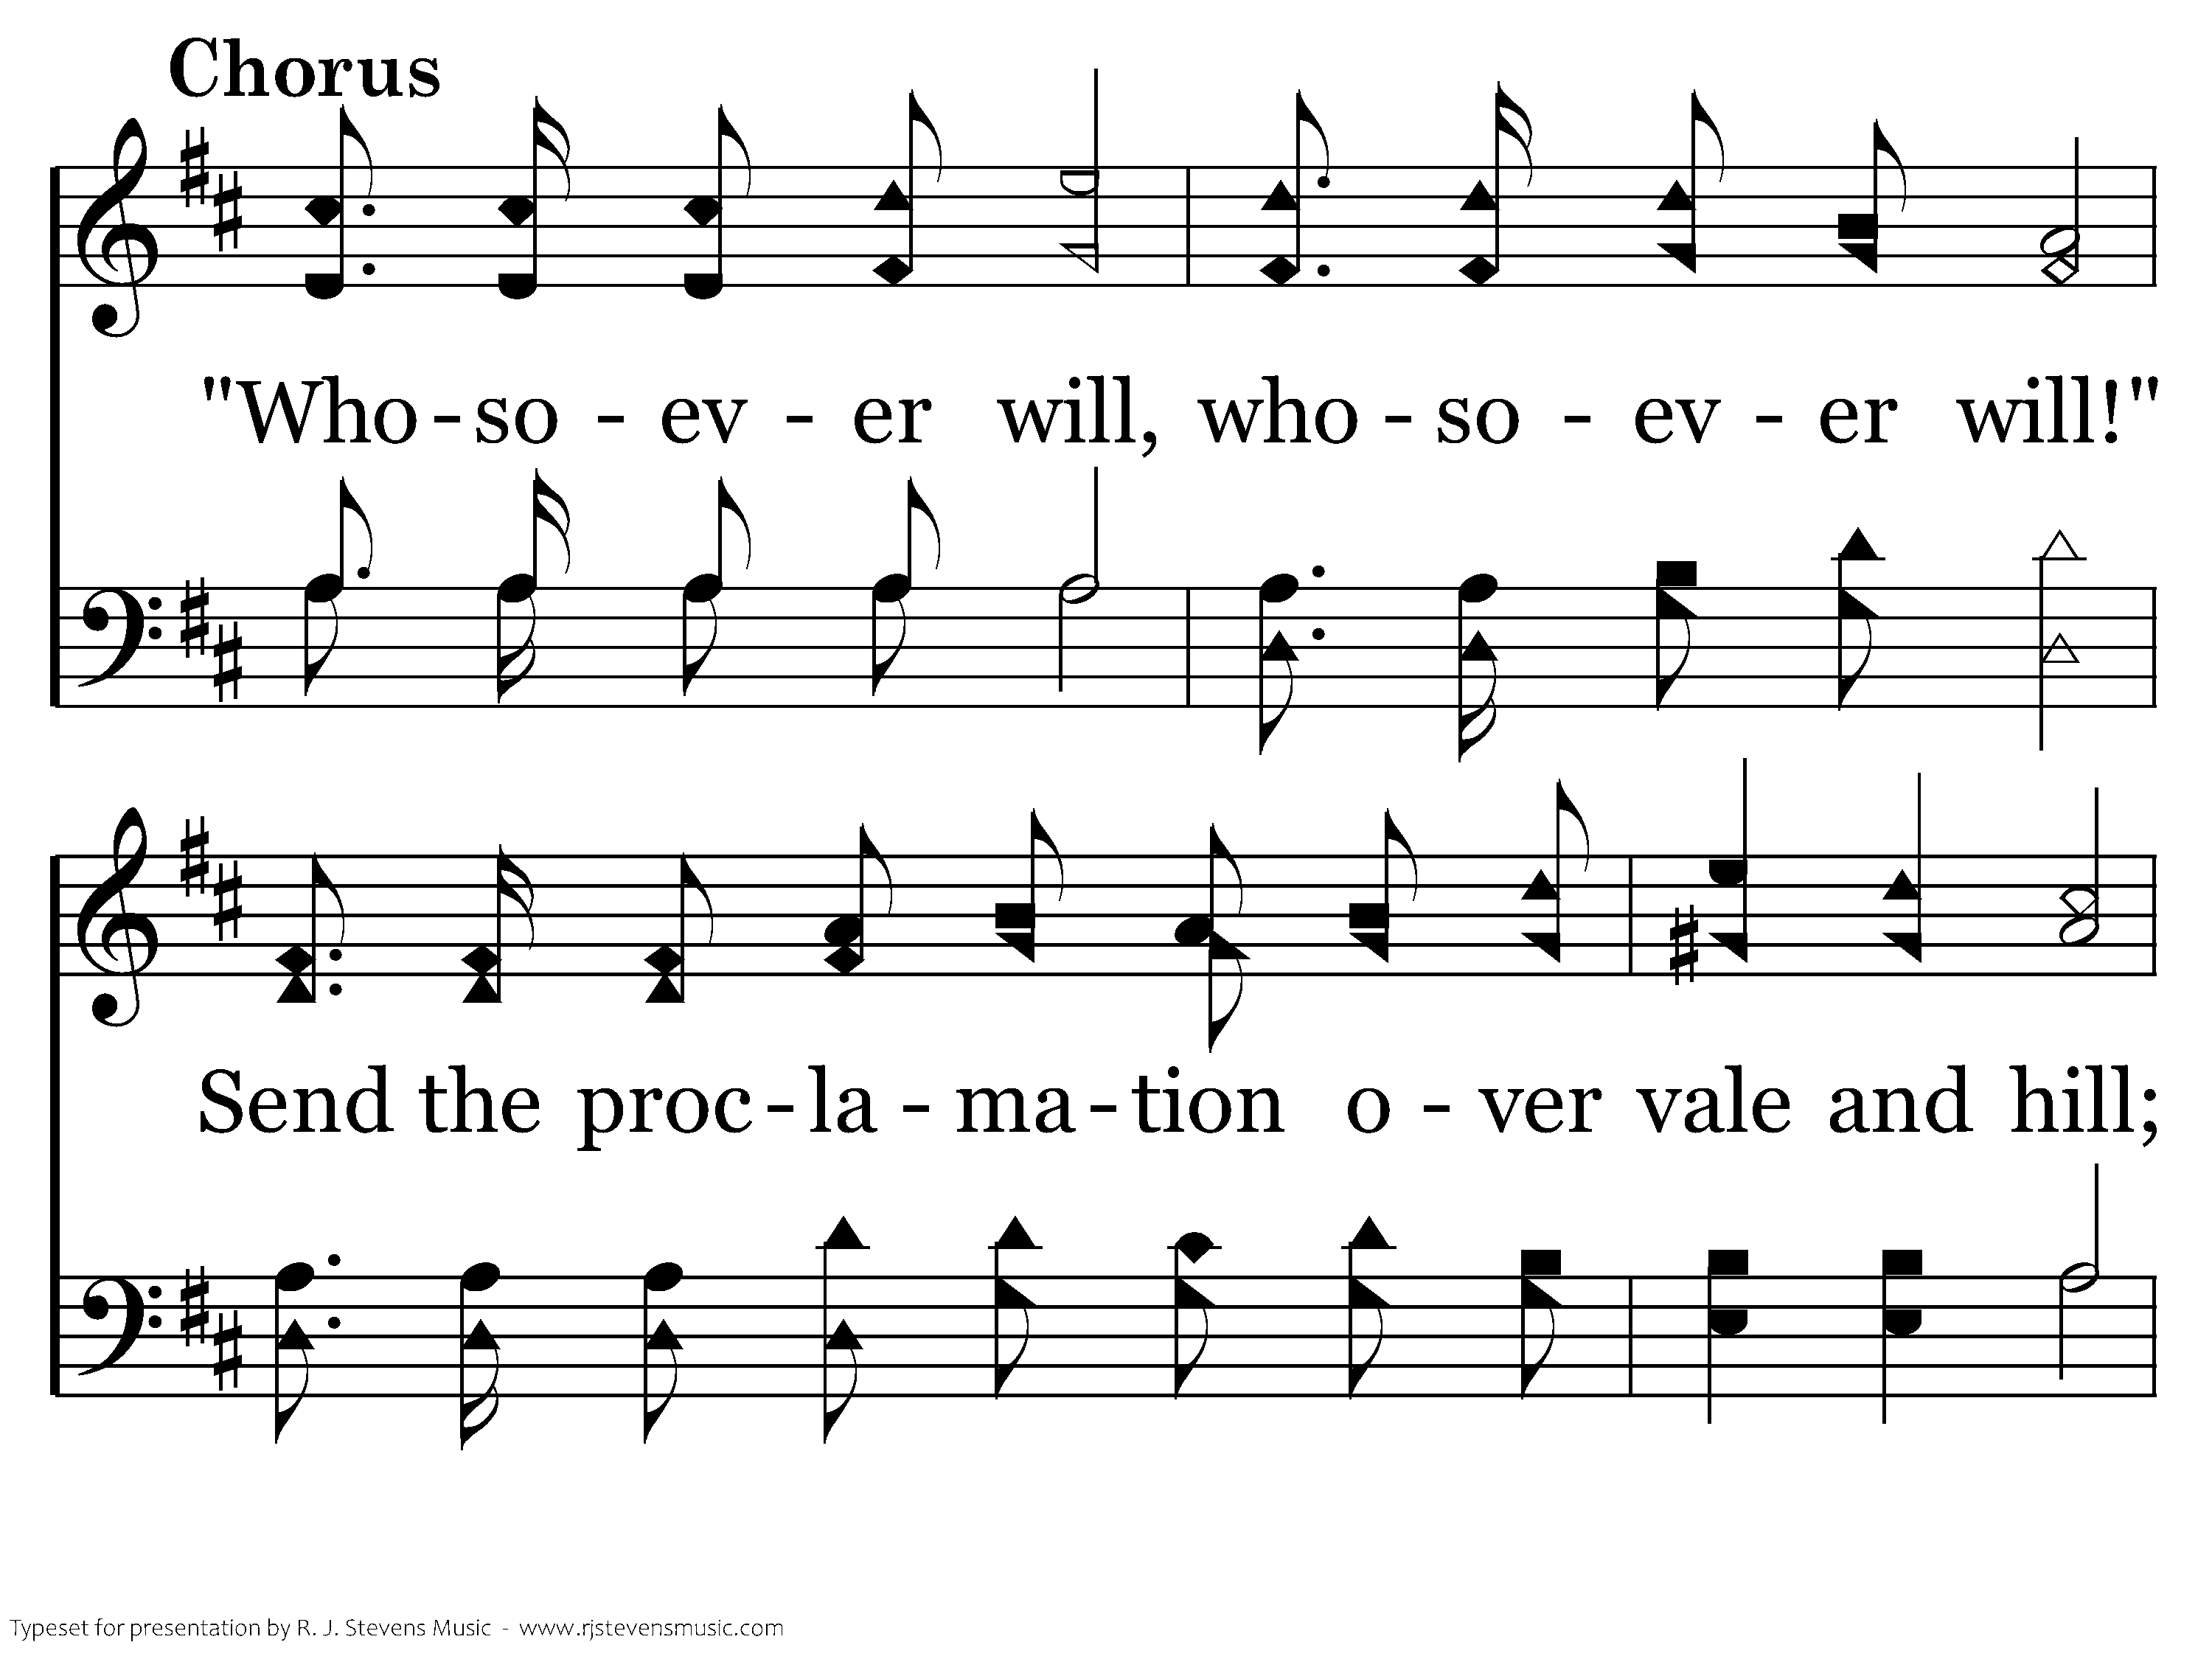 Chorus
"Who - so - ev - er will, who - so - ev - er will!"
Send the proc - la - ma - tion o - ver vale and hill;
Typeset for presentation by R. J. Stevens Music - www.rjstevensmusic.com